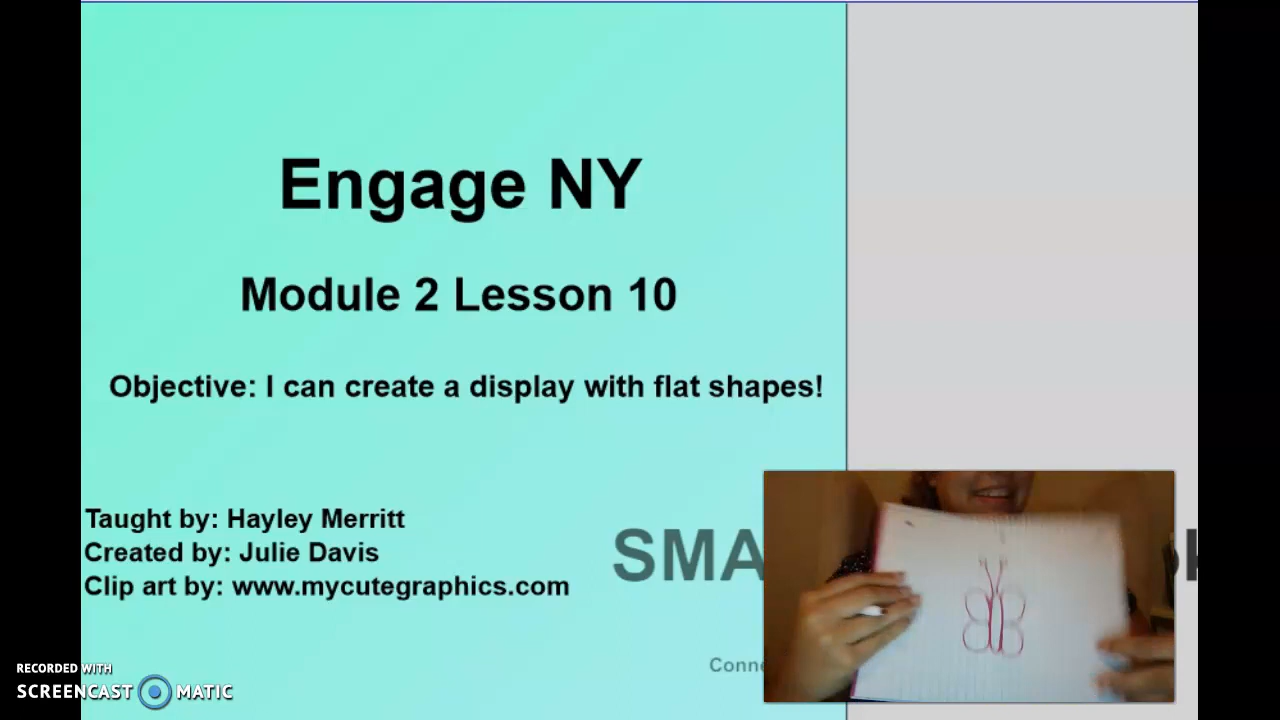 Engage NY
Module 2 Lesson 10
Objective: I can create a display with flat shapes!
Taught by: Hayley Merritt
Created by: Julie Davis
Clip art by: www.mycutegraphics.com
RECORDED WITH
SCREENCAST MATIC